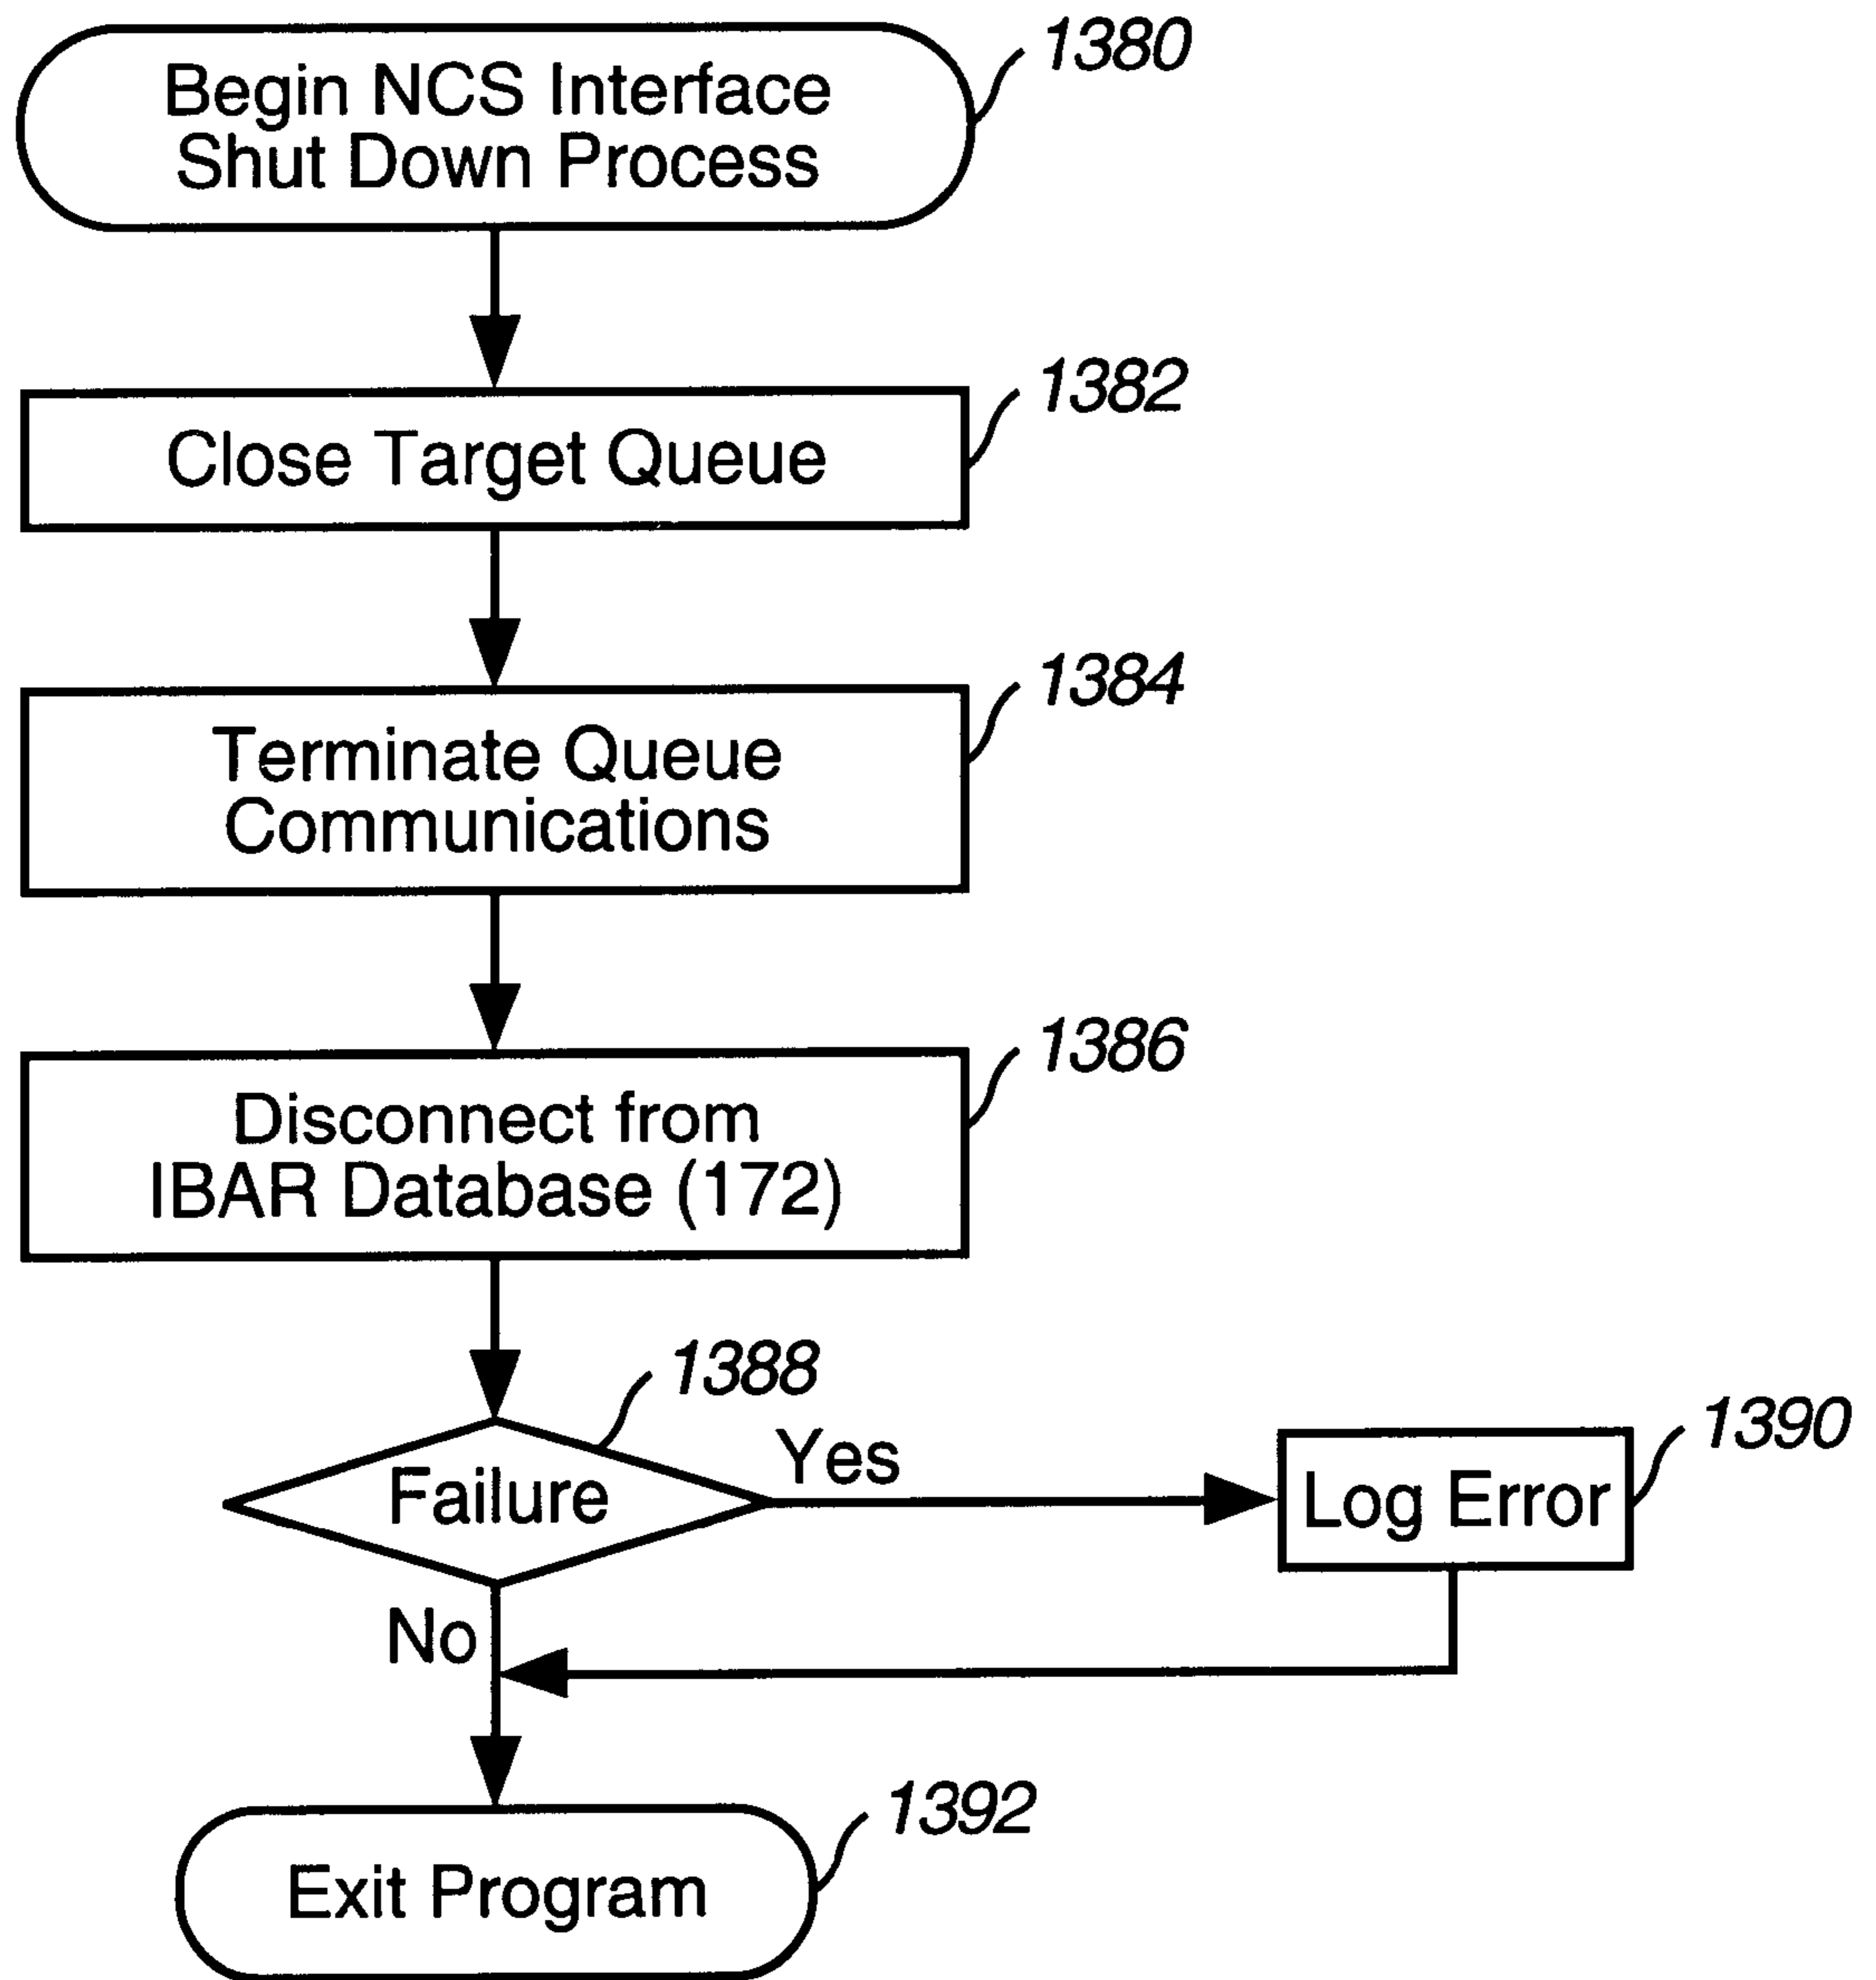 Begin NCS Interface
Shut Down Process
1380
Close Target Queue
1382
Terminate Queue
Communications
1384
Disconnect from
IBAR Database (172)
1386
Failure
1388
Yes
Log Error
1390
No
Exit Program
1392